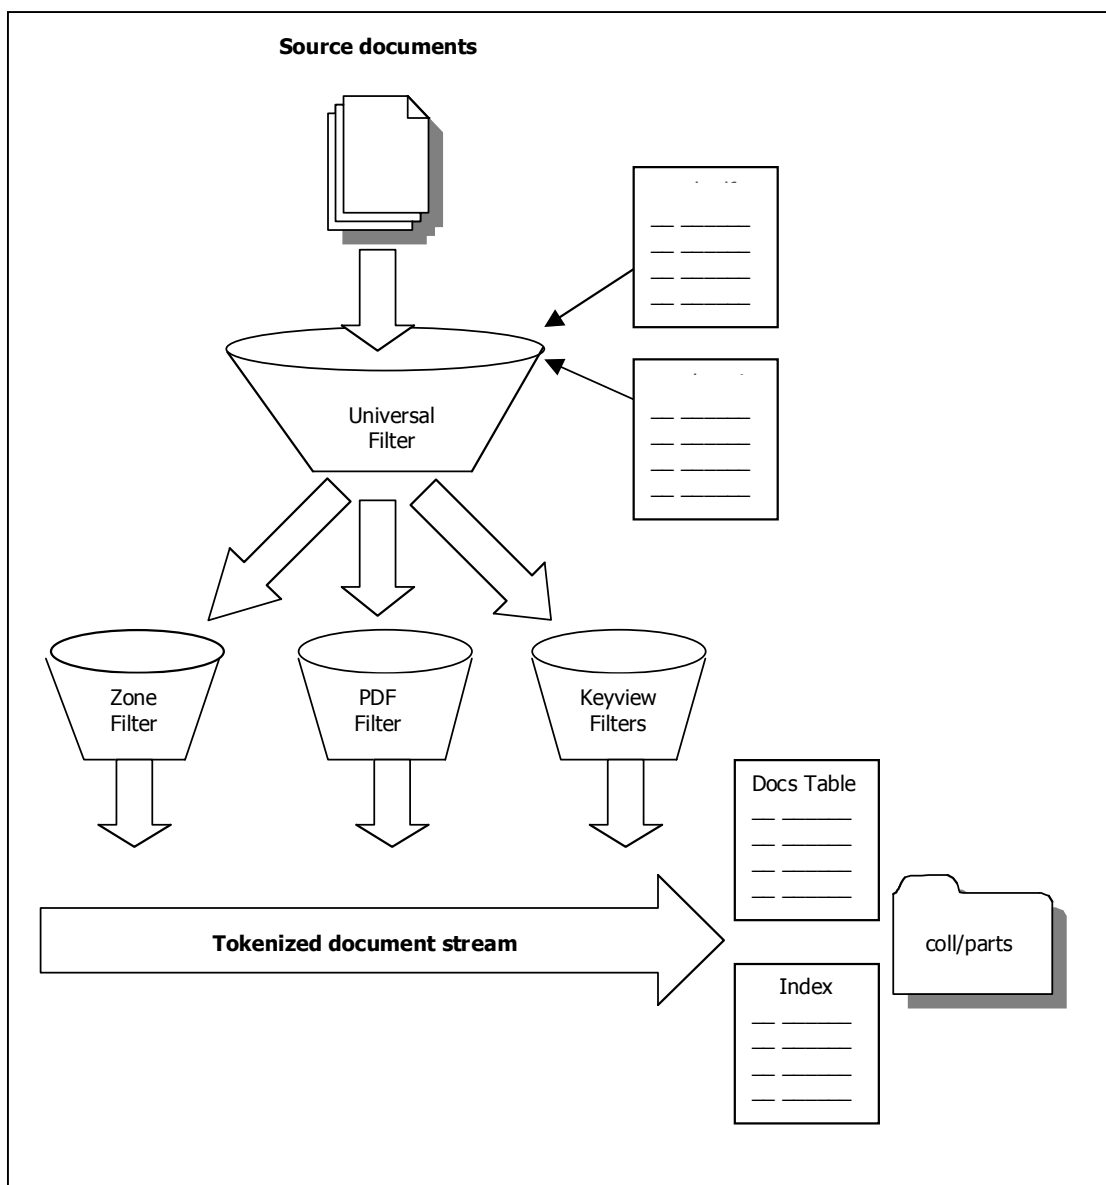 Source documents
Universal
Filter
Zone
Filter
PDF
Filter
Keyview
Filters
Docs Table
Tokenized document stream
coll/parts
Index